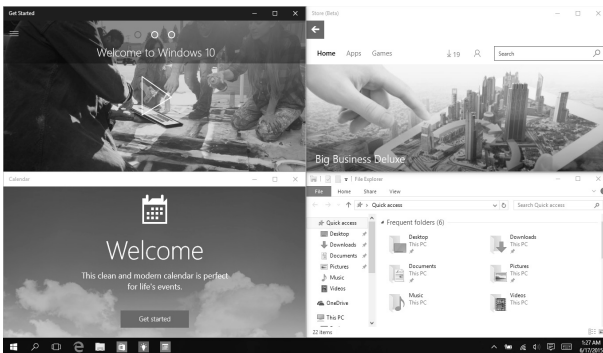 Get Started
Welcome to Windows 10
Store (Beta)
Home Apps Games 19 Search
Big Business Deluxe
Calendar
Welcome
This clean and modern calendar is perfect
for life's events.
Get started
File Explorer
File Home Share View
Quick access Search Quick access
Quick access
Desktop
Downloads
Documents
Pictures
Music
Videos
OneDrive
This PC
Frequent folders (6)
Desktop
This PC
Downloads
This PC
Documents
This PC
Pictures
This PC
Music
This PC
Videos
This PC
22 items
1:27 AM
6/17/2015